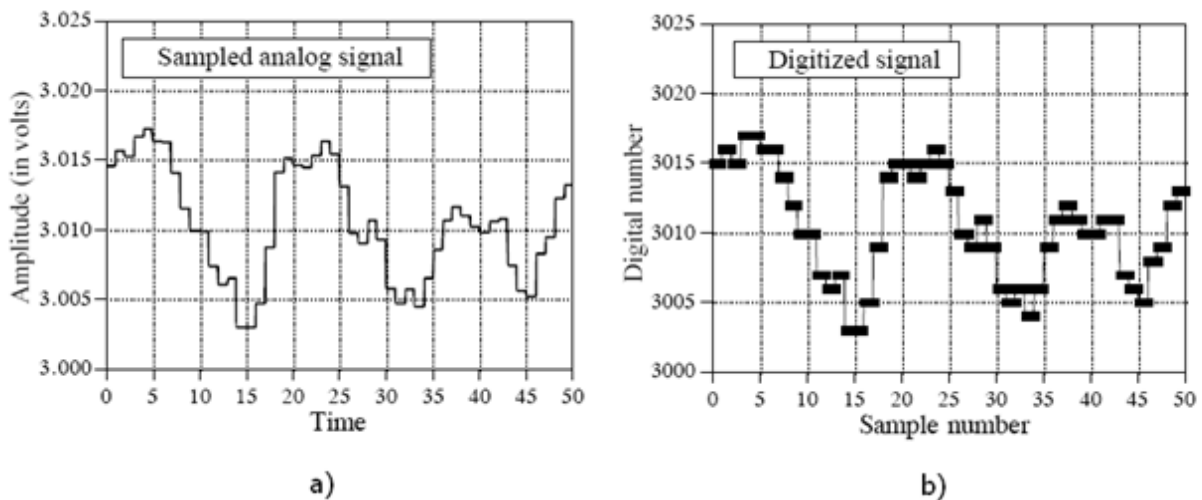 3.025
3.020
3.015
3.010
3.005
3.000
Amplitude (in volts)
Sampled analog signal
0 5 10 15 20 25 30 35 40 45 50
Time
a)
3025
3020
3015
3010
3005
3000
Digital number
Digitized signal
0 5 10 15 20 25 30 35 40 45 50
Sample number
b)